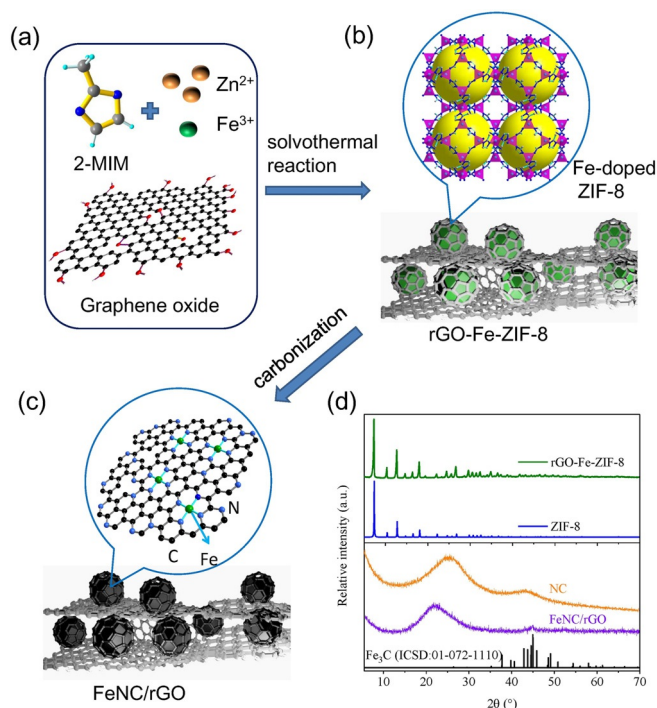 (a)
2-MIM
Zn²⁺
Fe³⁺
Graphene oxide
solvothermal
reaction
(b)
Fe-doped
ZIF-8
rGO-Fe-ZIF-8
carbonization
(c)
N
C
Fe
FeNC/rGO
(d)
rGO-Fe-ZIF-8
ZIF-8
NC
FeNC/rGO
Fe₃C (ICSD:01-072-1110)
Relative intensity (a.u.)
10 20 30 40 50 60 70
2θ (°)